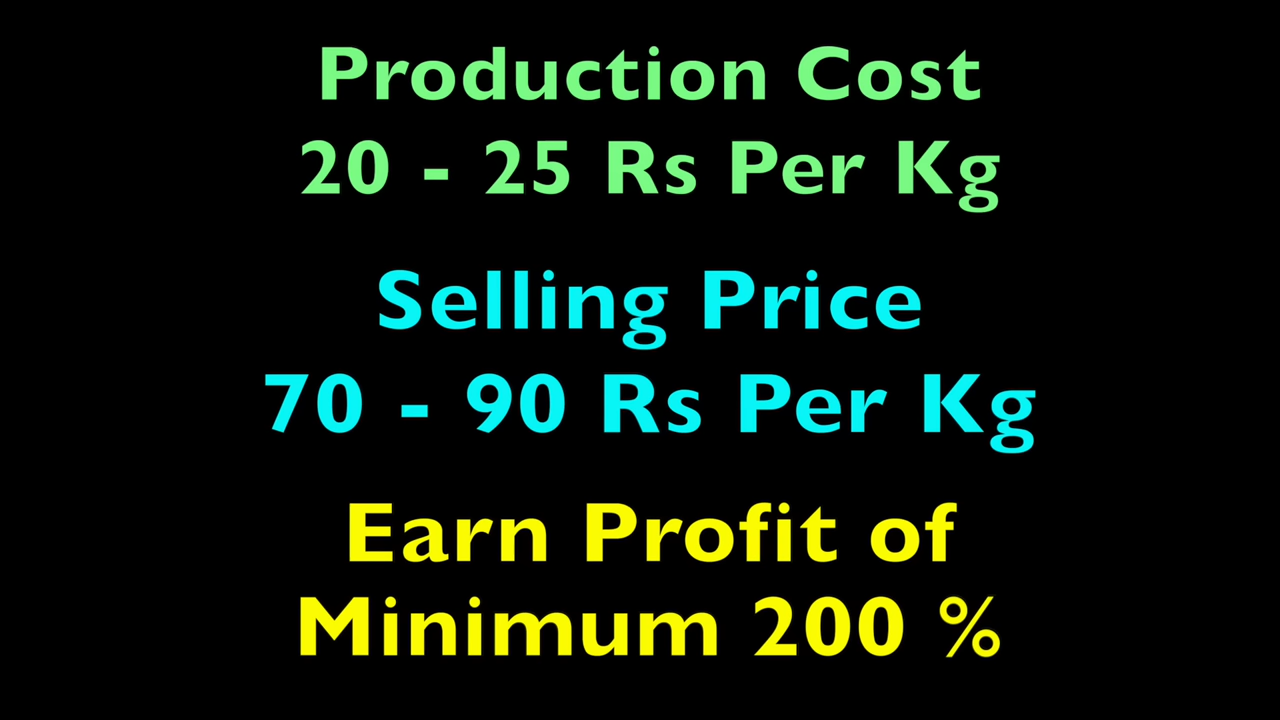 Production Cost
20 - 25 Rs Per Kg
Selling Price
70 - 90 Rs Per Kg
Earn Profit of
Minimum 200 %